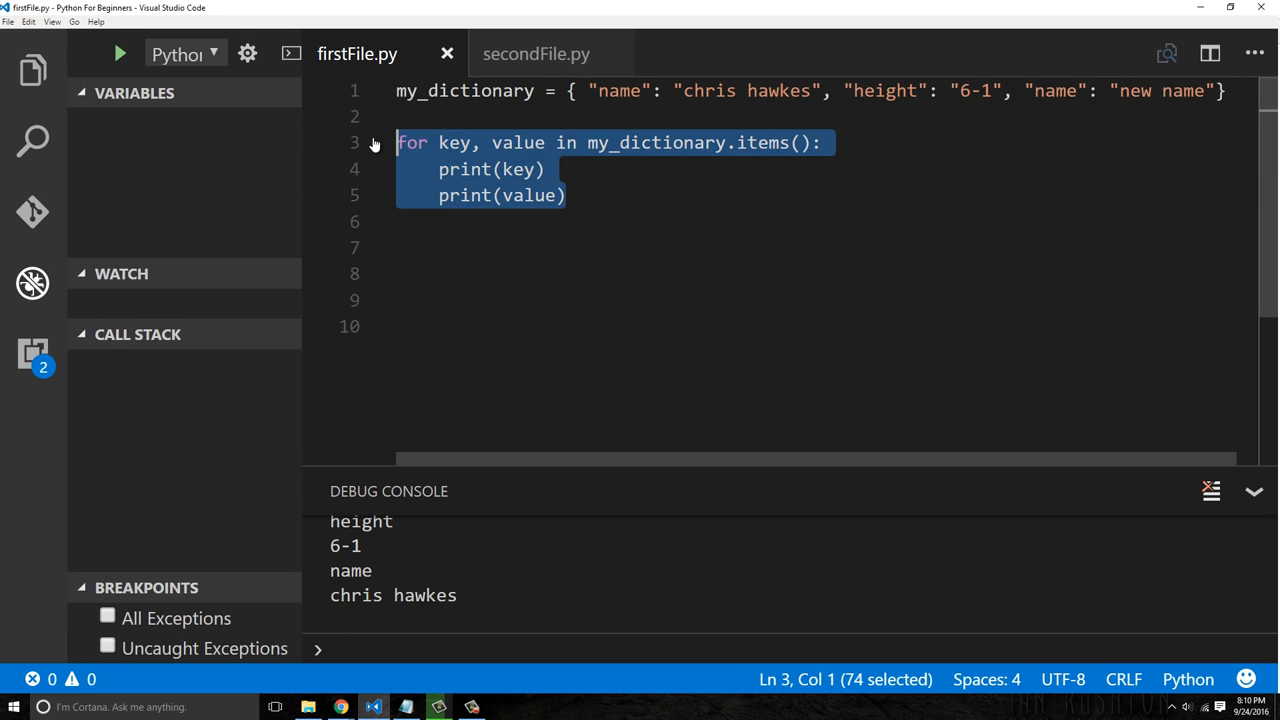 firstFile.py - Python For Beginners - Visual Studio Code
File Edit View Go Help
Pythoi
firstFile.py
secondFile.py
VARIABLES
WATCH
CALL STACK
BREAKPOINTS
All Exceptions
Uncaught Exceptions
2
1 my_dictionary = { "name": "chris hawkes", "height": "6-1", "name": "new name"}
2
3 for key, value in my_dictionary.items():
4 print(key)
5 print(value)
6
7
8
9
10
DEBUG CONSOLE
height
6-1
name
chris hawkes
0 0
Ln 3, Col 1 (74 selected) Spaces: 4 UTF-8 CRLF Python
I'm Cortana. Ask me anything.
8:10 PM
9/24/2016